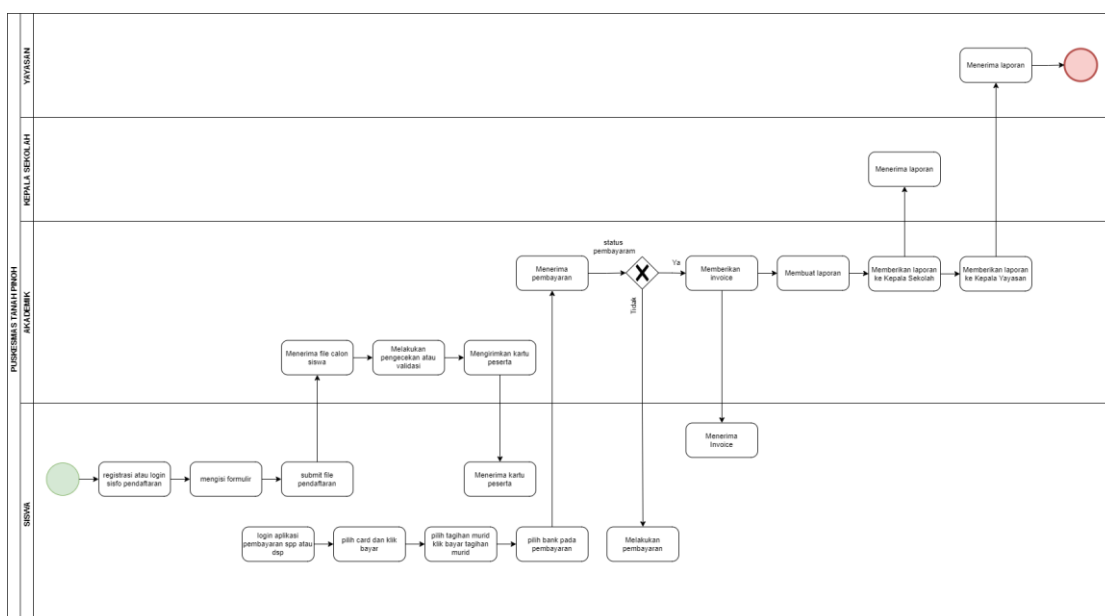 PUSKESMAS TANAH PINOH
YAYASAN
Menerima laporan
KEPALA SEKOLAH
Menerima laporan
AKADEMIK
status
pembayaram
Menerima
pembayaran
Ya
Tidak
Memberikan
invoice
Membuat laporan
Memberikan laporan
ke Kepala Sekolah
Memberikan laporan
ke Kepala Yayasan
Menerima file calon
siswa
Melakukan
pengecekan atau
validasi
Mengirimkan kartu
peserta
SISWA
Menerima
Invoice
registrasi atau login
sisfo pendaftaran
mengisi formulir
submit file
pendaftaran
Menerima kartu
peserta
login aplikasi
pembayaran spp atau
dsp
pilih card dan klik
bayar
pilih tagihan murid
klik bayar tagihan
murid
pilih bank pada
pembayaran
Melakukan
pembayaran